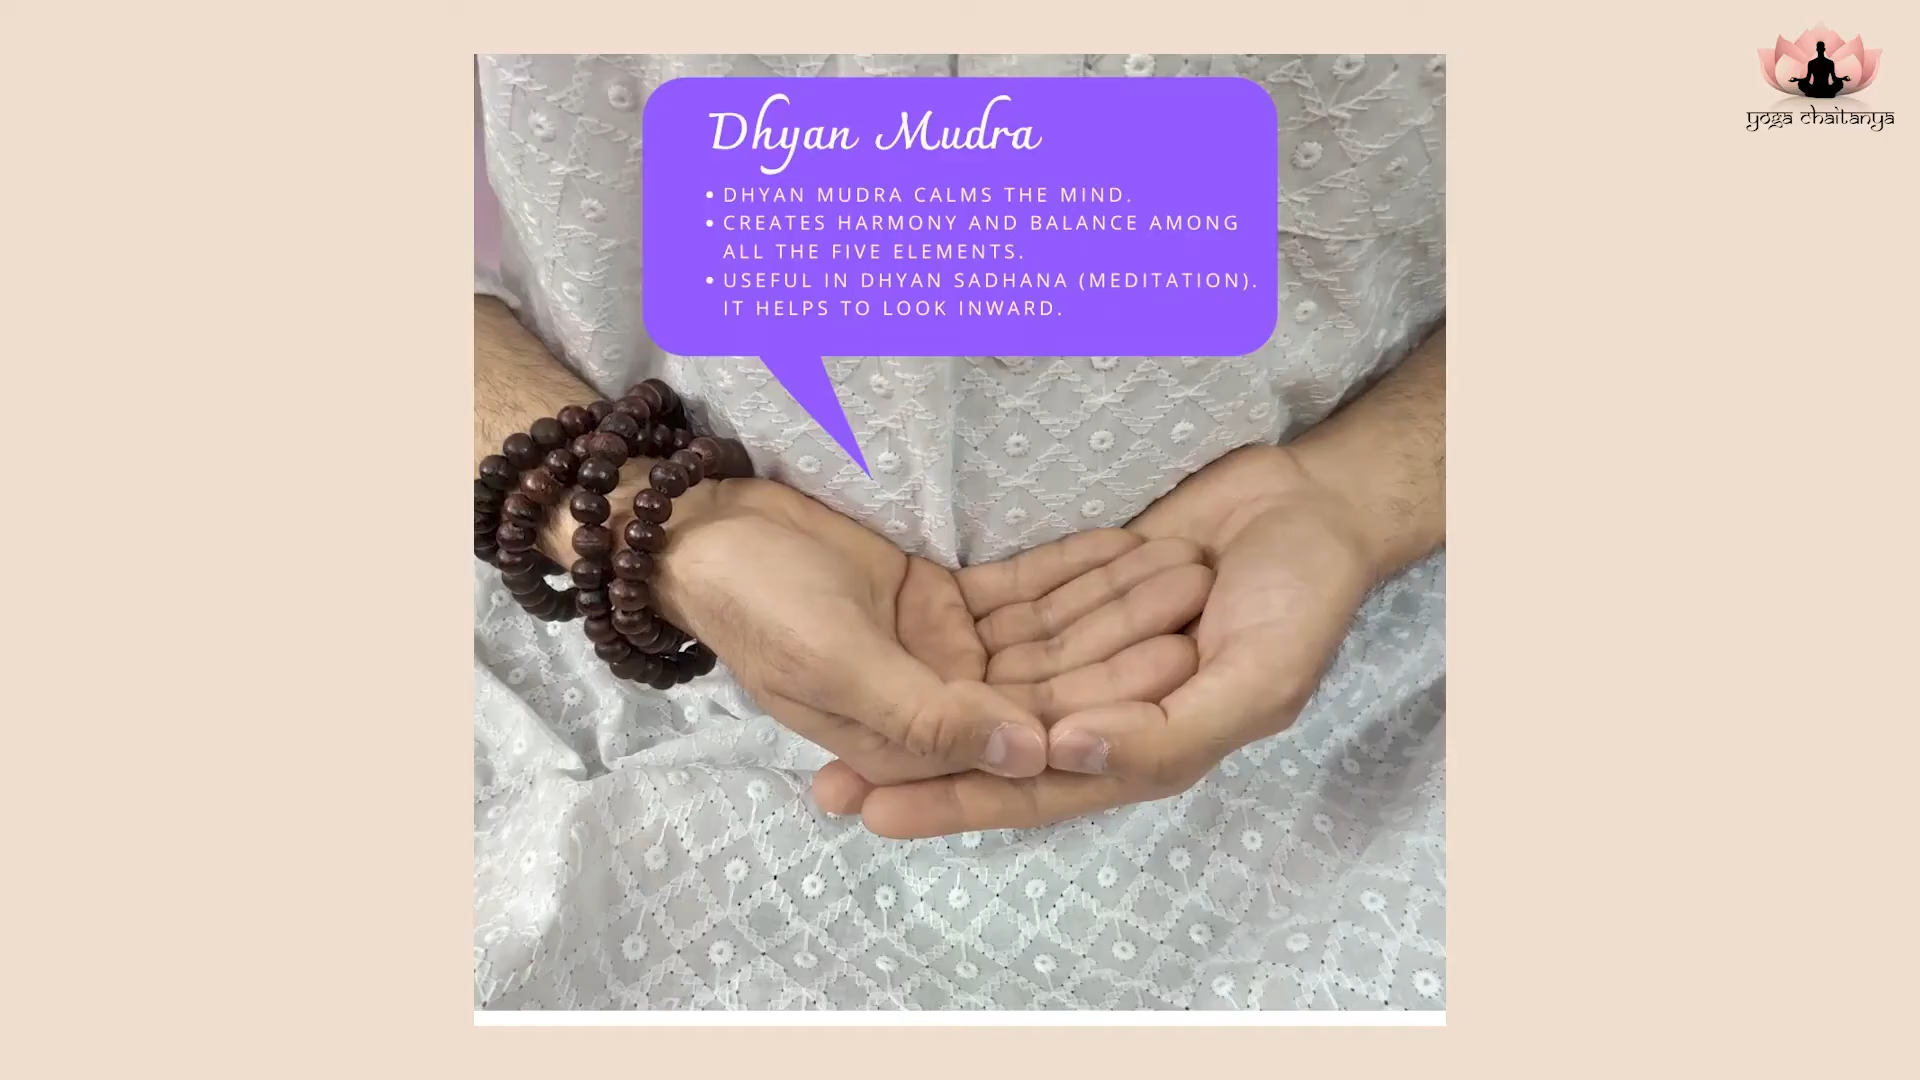 Dhyan Mudra
• DHYAN MUDRA CALMS THE MIND.
• CREATES HARMONY AND BALANCE AMONG
ALL THE FIVE ELEMENTS.
• USEFUL IN DHYAN SADHANA (MEDITATION).
IT HELPS TO LOOK INWARD.
yoga chaitanya